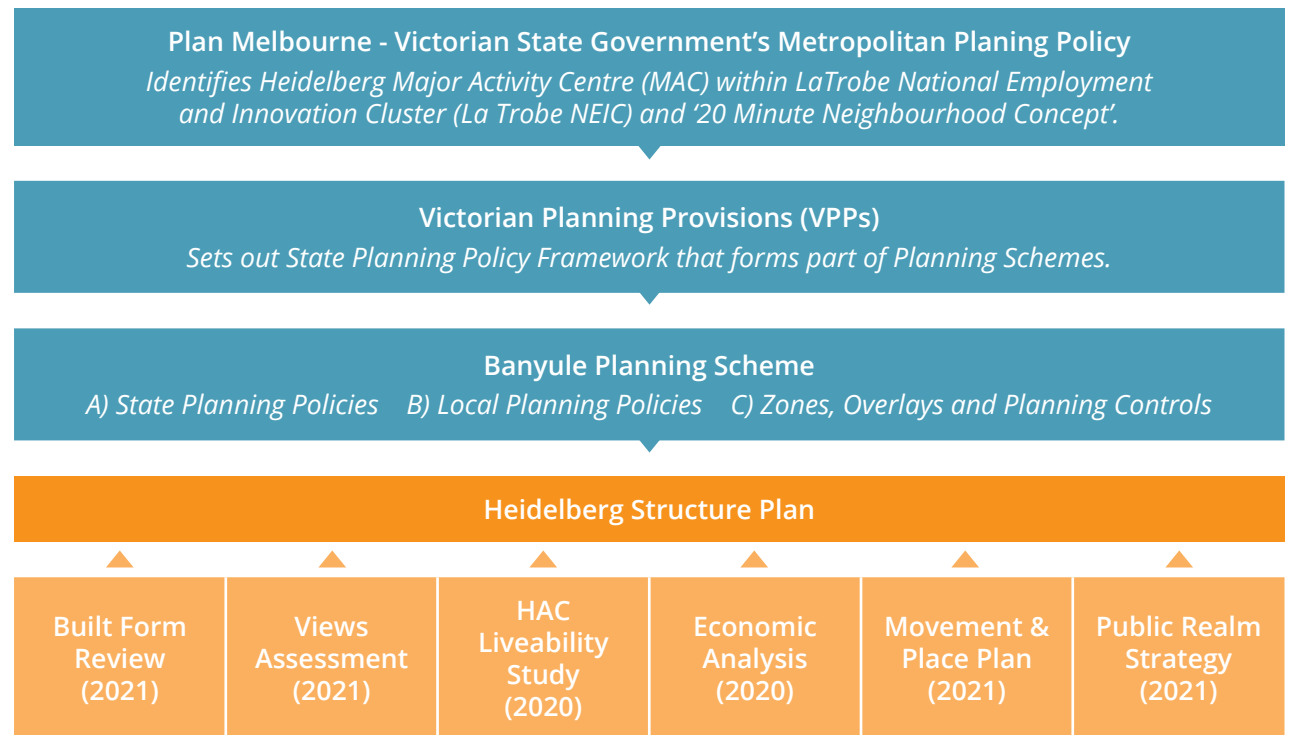 Plan Melbourne - Victorian State Government’s Metropolitan Planing Policy
Identifies Heidelberg Major Activity Centre (MAC) within LaTrobe National Employment
and Innovation Cluster (La Trobe NEIC) and ‘20 Minute Neighbourhood Concept’.
Victorian Planning Provisions (VPPs)
Sets out State Planning Policy Framework that forms part of Planning Schemes.
Banyule Planning Scheme
A) State Planning Policies B) Local Planning Policies C) Zones, Overlays and Planning Controls
Heidelberg Structure Plan
Built Form
Review
(2021)
Views
Assessment
(2021)
HAC
Liveability
Study
(2020)
Economic
Analysis
(2020)
Movement &
Place Plan
(2021)
Public Realm
Strategy
(2021)